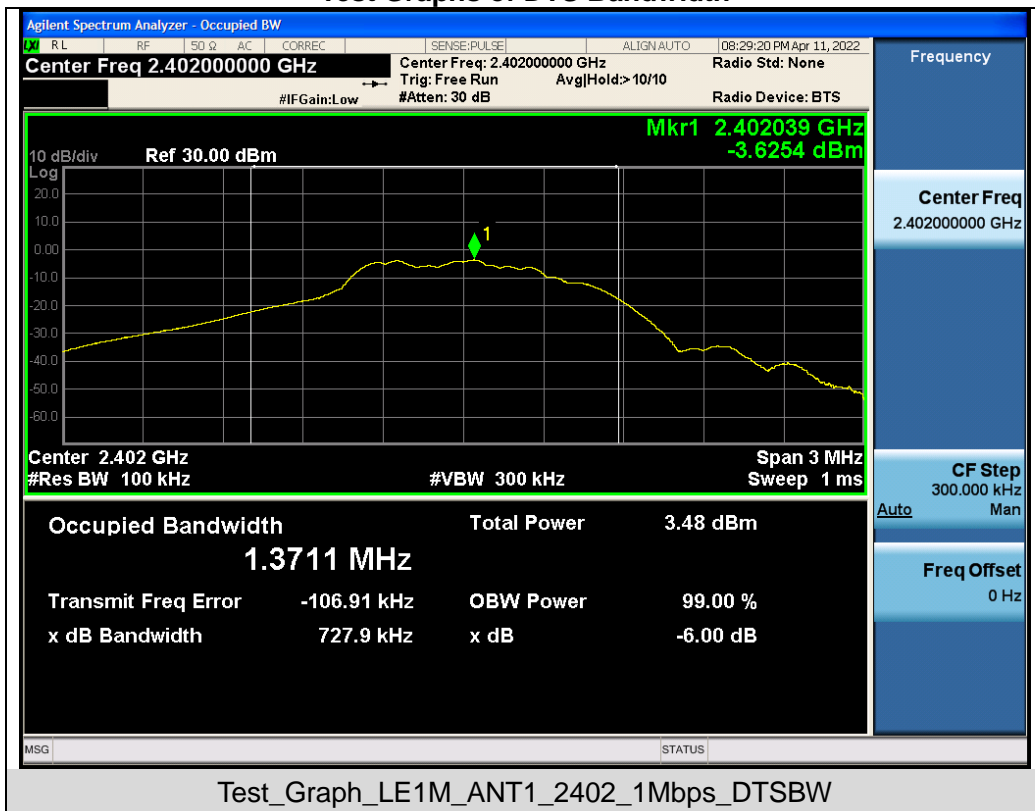 Test Graphs of DTS Bandwidth
Agilent Spectrum Analyzer - Occupied BW
LXI RL RF 50 Ω AC CORREC SENSE:PULSE ALIGN AUTO 08:29:20 PM Apr 11, 2022
Center Freq 2.402000000 GHz
Center Freq: 2.402000000 GHz Radio Std: None
Trig: Free Run Avg|Hold:>10/10
#IFGain:Low #Atten: 30 dB Radio Device: BTS
Frequency
Mkr1 2.402039 GHz
-3.6254 dBm
10 dB/div Ref 30.00 dBm
Log
20.0
10.0
0.00
-10.0
-20.0
-30.0
-40.0
-50.0
-60.0
1
Center 2.402 GHz Span 3 MHz
#Res BW 100 kHz #VBW 300 kHz Sweep 1 ms
Center Freq
2.402000000 GHz
CF Step
300.000 kHz
Auto Man
Freq Offset
0 Hz
Occupied Bandwidth Total Power 3.48 dBm
1.3711 MHz
Transmit Freq Error -106.91 kHz OBW Power 99.00 %
x dB Bandwidth 727.9 kHz x dB -6.00 dB
MSG STATUS
Test_Graph_LE1M_ANT1_2402_1Mbps_DTSBW